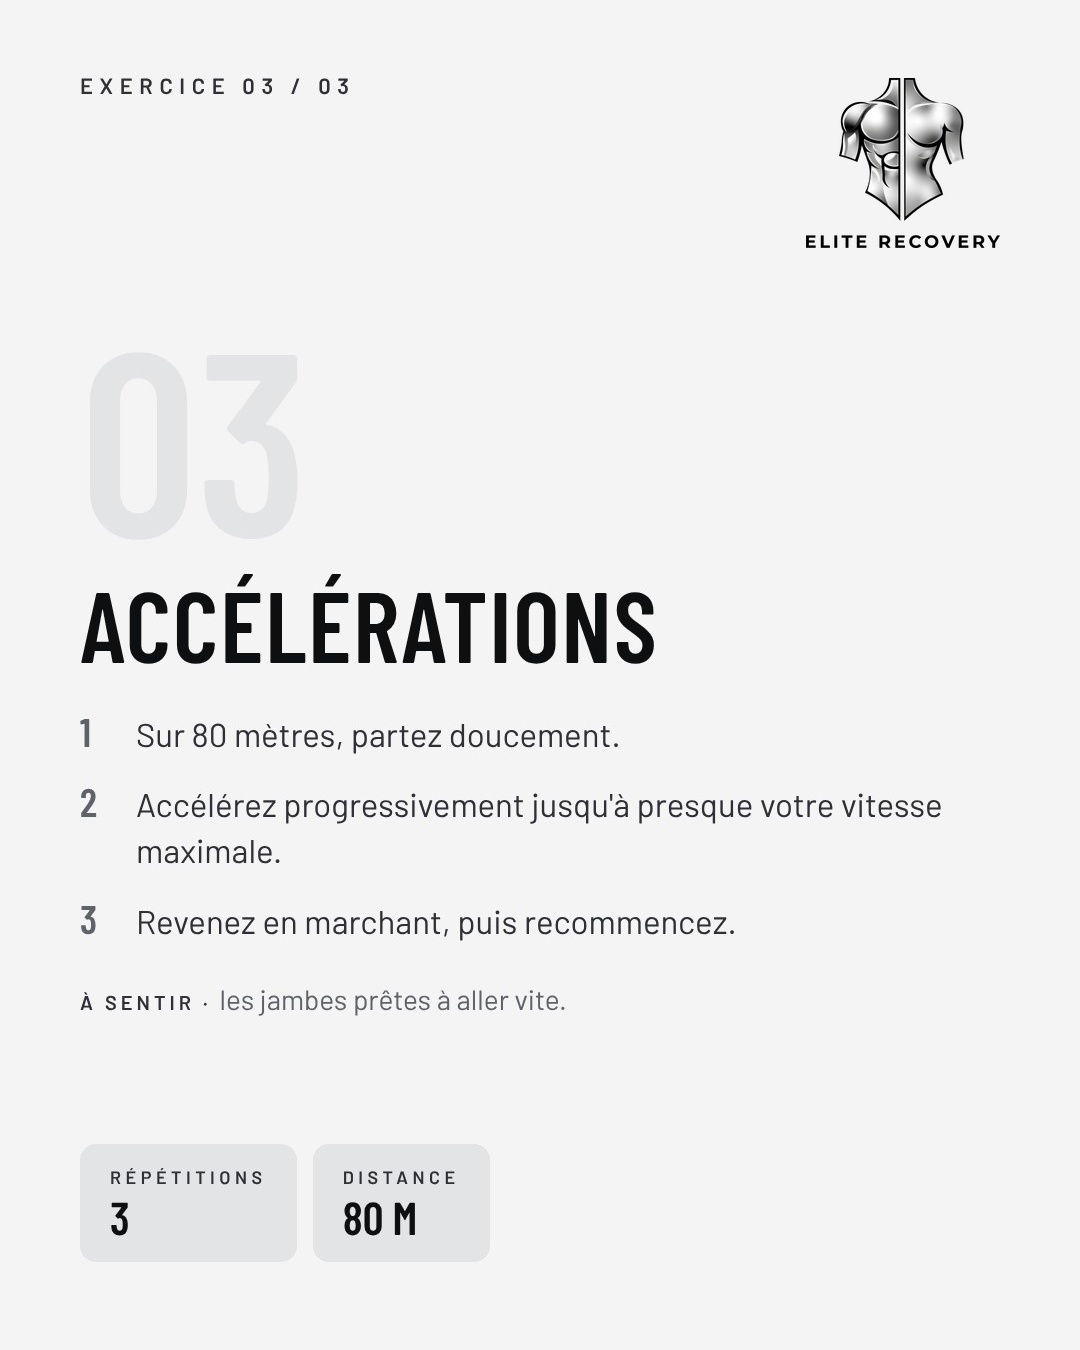 EXERCICE 03 / 03
ELITE RECOVERY
03
ACCÉLÉRATIONS
1 Sur 80 mètres, partez doucement.
2 Accélérez progressivement jusqu'à presque votre vitesse
maximale.
3 Revenez en marchant, puis recommencez.
À SENTIR · les jambes prêtes à aller vite.
RÉPÉTITIONS
3
DISTANCE
80 M